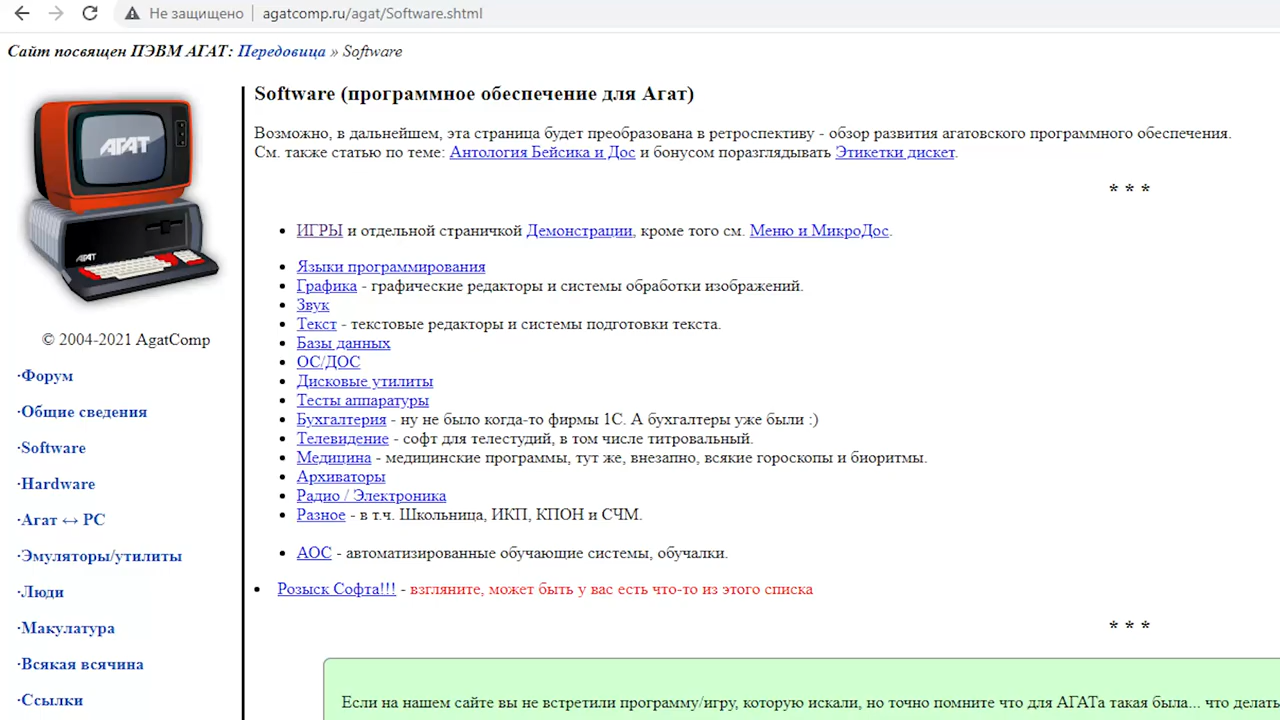 Не защищено | agatcomp.ru/agat/Software.shtml
Сайт посвящен ПЭВМ АГАТ: Передовица » Software
АГАТ
АГАТ
© 2004-2021 AgatComp
·Форум
·Общие сведения
·Software
·Hardware
·Агат ↔ PC
·Эмуляторы/утилиты
·Люди
·Макулатура
·Всякая всячина
·Ссылки
Software (программное обеспечение для Агат)
Возможно, в дальнейшем, эта страница будет преобразована в ретроспективу - обзор развития агатовского программного обеспечения.
См. также статью по теме: Антология Бейсика и Дос и бонусом поразглядывать Этикетки дискет.
* * *
• ИГРЫ и отдельной страничкой Демонстрации, кроме того см. Меню и МикроДос.
• Языки программирования
• Графика - графические редакторы и системы обработки изображений.
• Звук
• Текст - текстовые редакторы и системы подготовки текста.
• Базы данных
• ОС/ДОС
• Дисковые утилиты
• Тесты аппаратуры
• Бухгалтерия - ну не было когда-то фирмы 1С. А бухгалтеры уже были :)
• Телевидение - софт для телестудий, в том числе титровальный.
• Медицина - медицинские программы, тут же, внезапно, всякие гороскопы и биоритмы.
• Архиваторы
• Радио / Электроника
• Разное - в т.ч. Школьница, ИКП, КПОН и СЧМ.
• АОС - автоматизированные обучающие системы, обучалки.
• Розыск Софта!!! - взгляните, может быть у вас есть что-то из этого списка
* * *
Если на нашем сайте вы не встретили программу/игру, которую искали, но точно помните что для АГАТа такая была... что делать